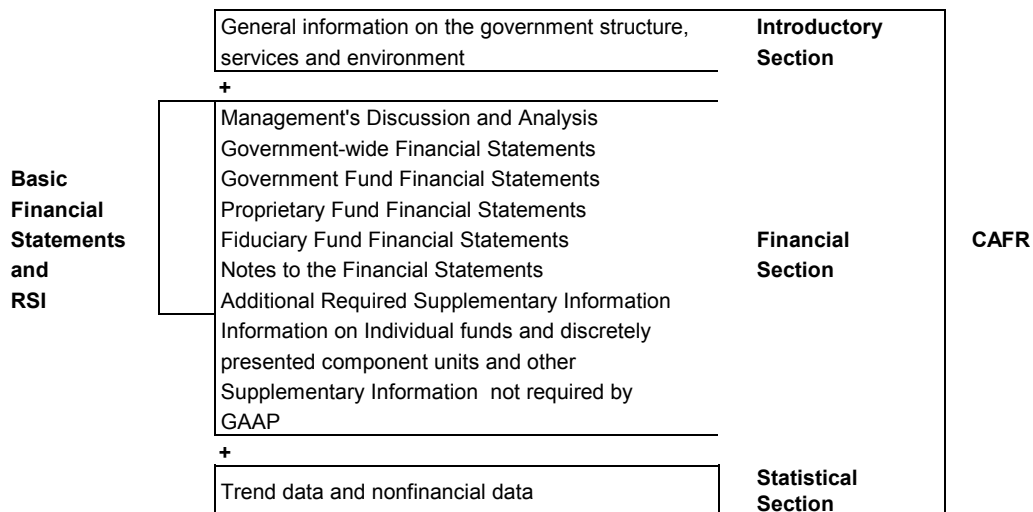 General information on the government structure,
services and environment
Introductory
Section
+
Basic
Financial
Statements
and
RSI
Management's Discussion and Analysis
Government-wide Financial Statements
Government Fund Financial Statements
Proprietary Fund Financial Statements
Fiduciary Fund Financial Statements
Notes to the Financial Statements
Additional Required Supplementary Information
Information on Individual funds and discretely
presented component units and other
Supplementary Information not required by
GAAP
Financial
Section
CAFR
+
Trend data and nonfinancial data
Statistical
Section